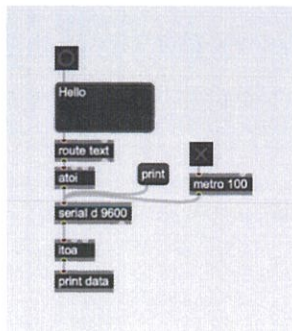 Hello
route text
atoi
print
metro 100
serial d 9600
itoa
print data